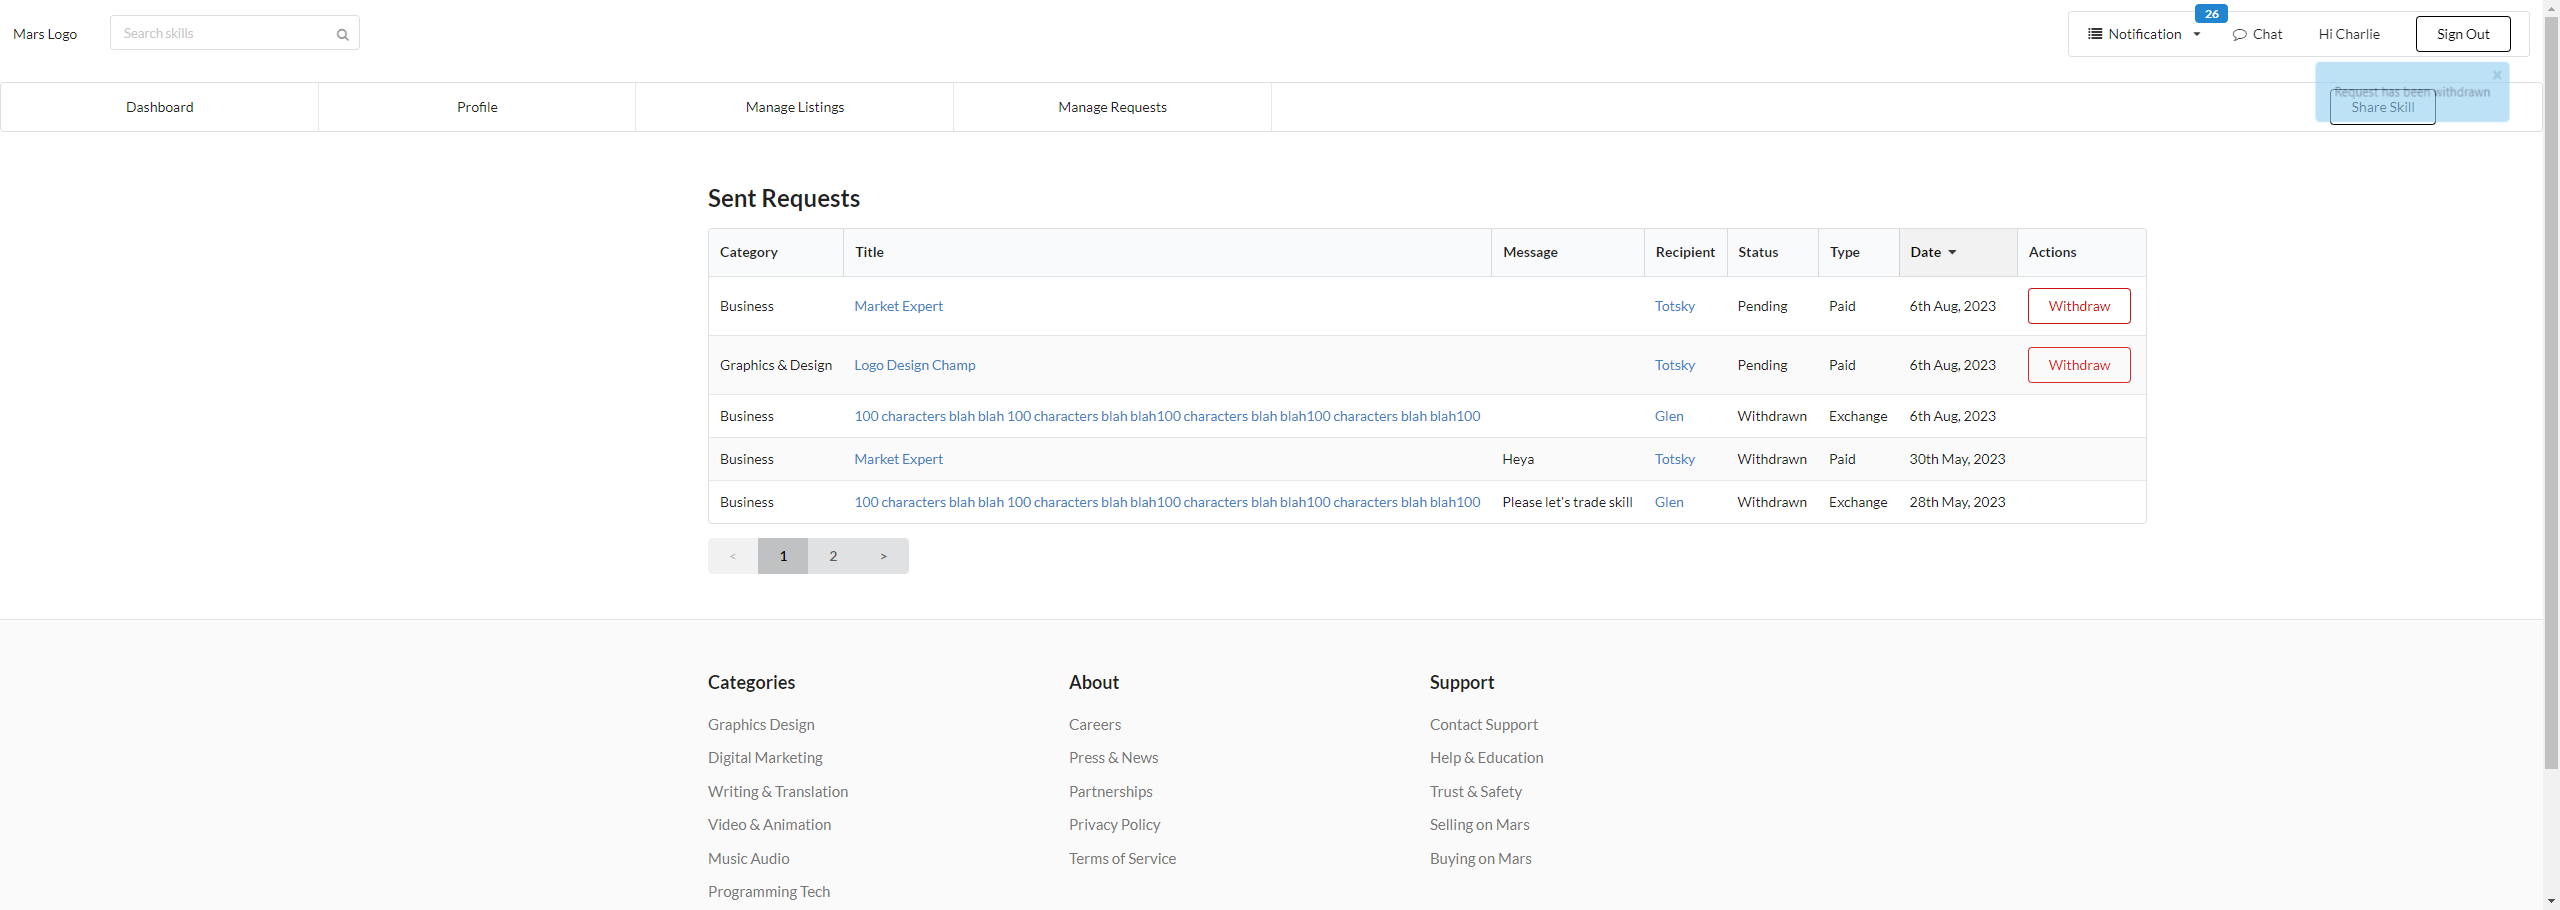 Mars Logo
Search skills
Notification
26
Chat
Hi Charlie
Sign Out
Dashboard
Profile
Manage Listings
Manage Requests
Request has been withdrawn
Share Skill
Sent Requests
Category Title Message Recipient Status Type Date Actions
Business Market Expert Totsky Pending Paid 6th Aug, 2023 Withdraw
Graphics & Design Logo Design Champ Totsky Pending Paid 6th Aug, 2023 Withdraw
Business 100 characters blah blah 100 characters blah blah100 characters blah blah100 characters blah blah100 Glen Withdrawn Exchange 6th Aug, 2023
Business Market Expert Heya Totsky Withdrawn Paid 30th May, 2023
Business 100 characters blah blah 100 characters blah blah100 characters blah blah100 characters blah blah100 Please let's trade skill Glen Withdrawn Exchange 28th May, 2023
< 1 2 >
Categories
Graphics Design
Digital Marketing
Writing & Translation
Video & Animation
Music Audio
Programming Tech
About
Careers
Press & News
Partnerships
Privacy Policy
Terms of Service
Support
Contact Support
Help & Education
Trust & Safety
Selling on Mars
Buying on Mars